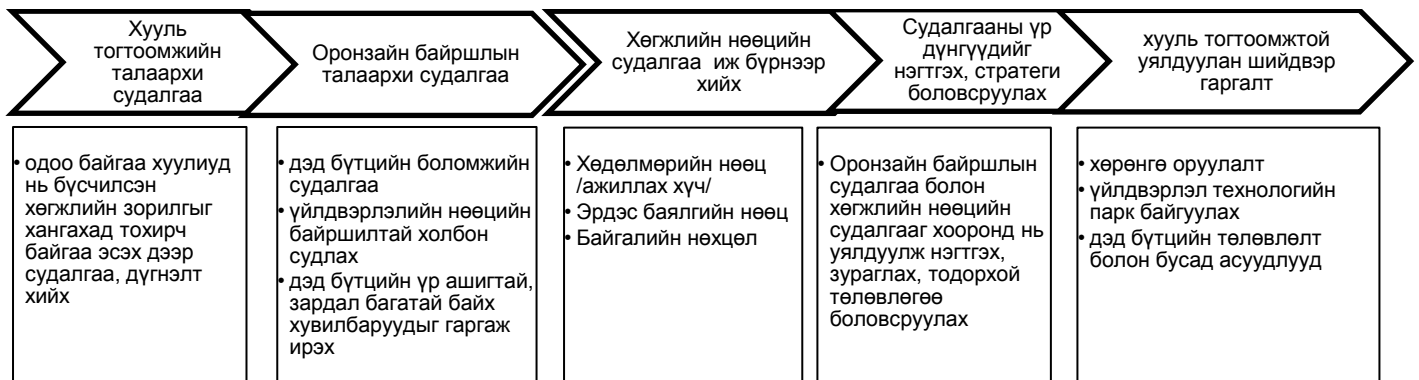 Хууль
тогтоомжийн
талаархи
судалгаа
Оронзайн байршлын
талаархи судалгаа
Хөгжлийн нөөцийн
судалгаа иж бүрнээр
хийх
Судалгааны үр
дүнгүүдийг
нэгтгэх, стратеги
боловсруулах
хууль тогтоомжтой
уялдуулан шийдвэр
гаргалт
• одоо байгаа хуулиуд
нь бүсчилсэн
хөгжлийн зорилгыг
хангахад тохирч
байгаа эсэх дээр
судалгаа, дүгнэлт
хийх
• дэд бүтцийн боломжийн
судалгаа
• үйлдвэрлэлийн нөөцийн
байршилтай холбон
судлах
• дэд бүтцийн үр ашигтай,
зардал багатай байх
хувилбаруудыг гаргаж
ирэх
• Хөдөлмөрийн нөөц
/ажиллах хүч/
• Эрдэс баялгийн нөөц
• Байгалийн нөхцөл
• Оронзайн байршлын
судалгаа болон
хөгжлийн нөөцийн
судалгааг хооронд нь
уялдуулж нэгтгэх,
зураглах, тодорхой
төлөвлөгөө
боловсруулах
• хөрөнгө оруулалт
• үйлдвэрлэл технологийн
парк байгуулах
• дэд бүтцийн төлөвлөлт
болон бусад асуудлууд